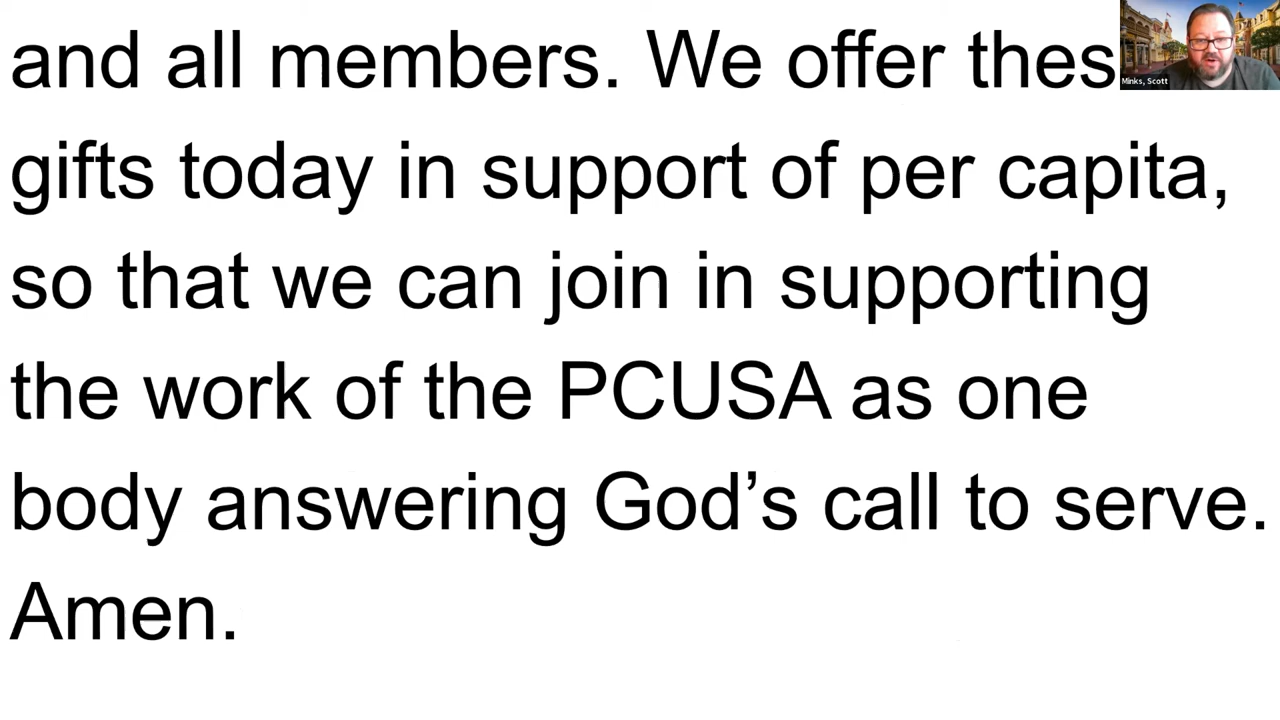 and all members. We offer thes
gifts today in support of per capita,
so that we can join in supporting
the work of the PCUSA as one
body answering God’s call to serve.
Amen.
Minks, Scott